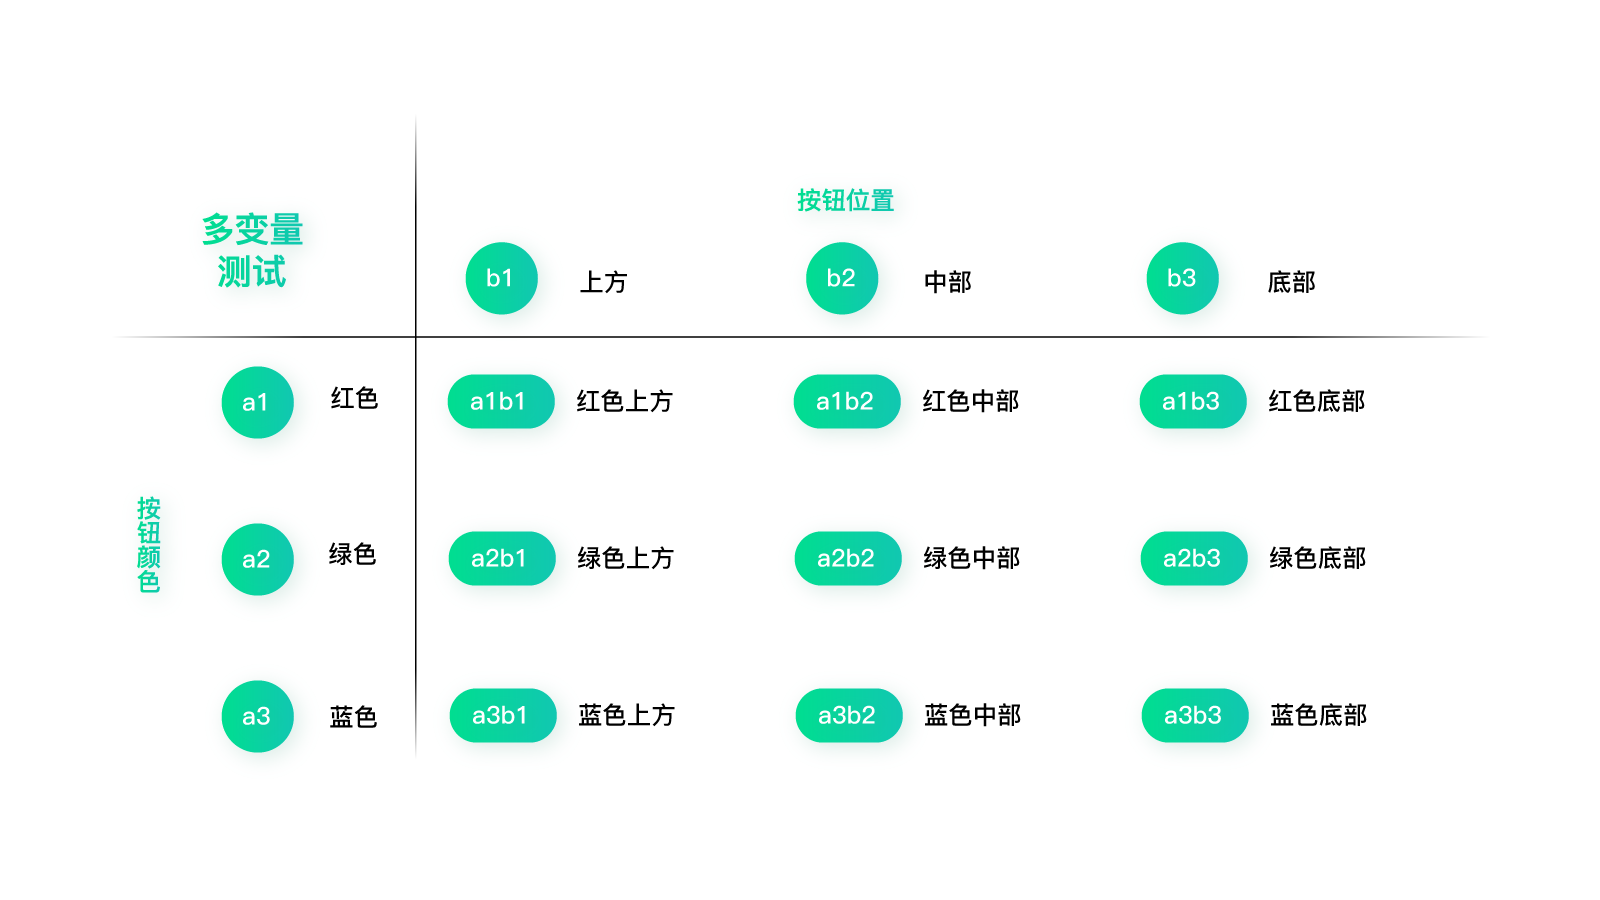 多变量
测试
按钮位置
b1 上方 b2 中部 b3 底部
按钮颜色
a1 红色 a1b1 红色上方 a1b2 红色中部 a1b3 红色底部
a2 绿色 a2b1 绿色上方 a2b2 绿色中部 a2b3 绿色底部
a3 蓝色 a3b1 蓝色上方 a3b2 蓝色中部 a3b3 蓝色底部